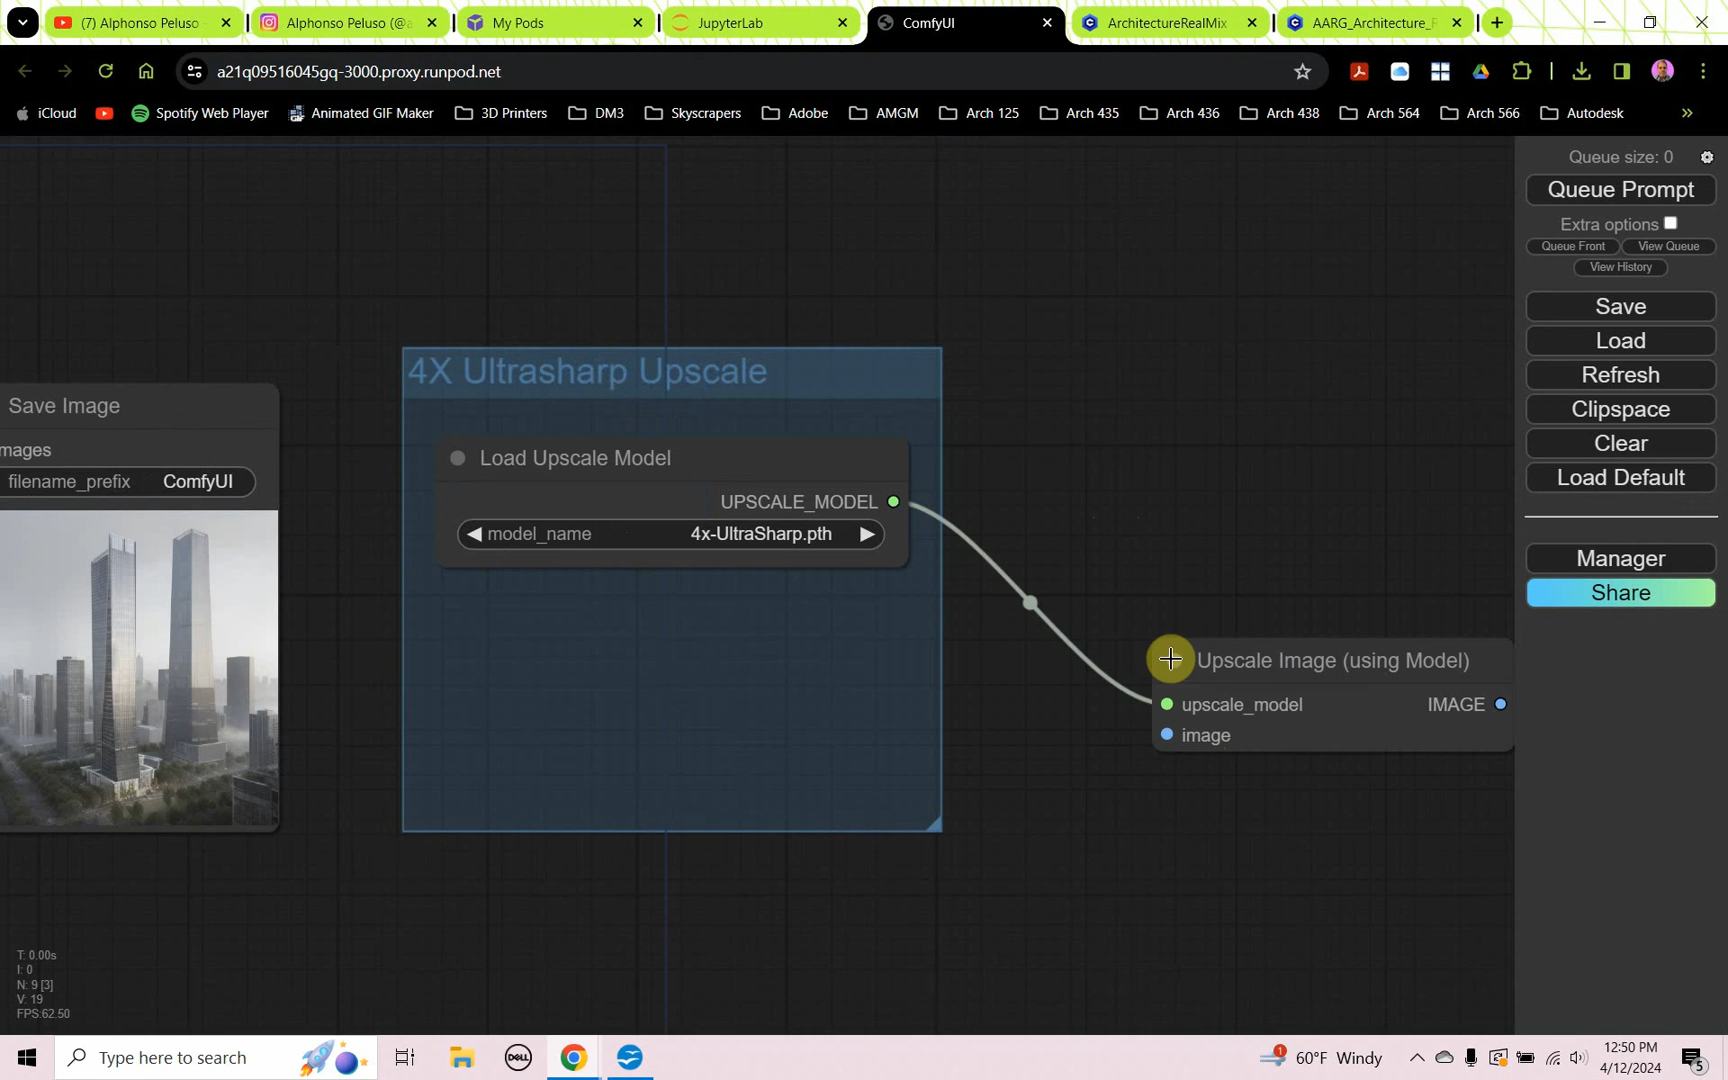 (7) Alphonso Peluso
Alphonso Peluso (@a
My Pods
JupyterLab
ComfyUI
ArchitectureRealMix
AARG_Architecture_R
a21q09516045gq-3000.proxy.runpod.net
iCloud
Spotify Web Player
Animated GIF Maker
3D Printers
DM3
Skyscrapers
Adobe
AMGM
Arch 125
Arch 435
Arch 436
Arch 438
Arch 564
Arch 566
Autodesk
»
Queue size: 0
Queue Prompt
Extra options
Queue Front
View Queue
View History
Save
Load
Refresh
Clipspace
Clear
Load Default
Manager
Share
Save Image
mages
filename_prefix ComfyUI
4X Ultrasharp Upscale
Load Upscale Model
UPSCALE_MODEL
model_name 4x-UltraSharp.pth
Upscale Image (using Model)
upscale_model IMAGE
image
T: 0.00s
I: 0
N: 9 [3]
V: 19
FPS:62.50
Type here to search
DELL
1
60°F Windy
12:50 PM
4/12/2024
5